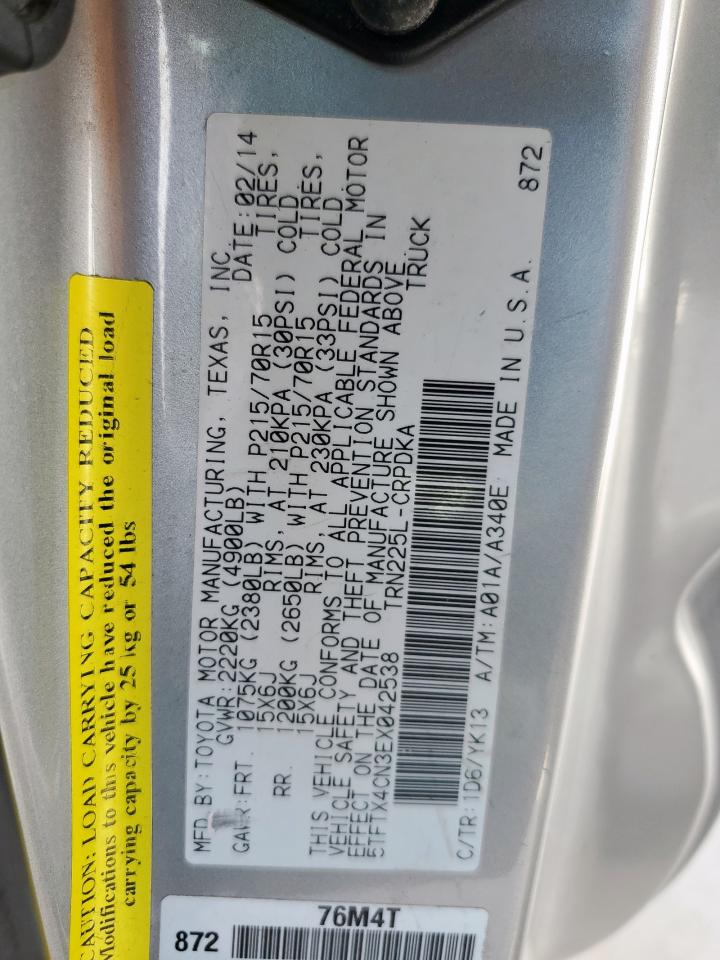 CAUTION: LOAD CARRYING CAPACITY REDUCED
Modifications to this vehicle have reduced the original load
carrying capacity by 25 kg or 54 lbs
MFD BY:TOYOTA MOTOR MANUFACTURING, TEXAS, INC.
GVWR:2220KG (4900LB) DATE:02/14
GAWR:FRT. 1075KG (2380LB) WITH P215/70R15 TIRES,
15X6J RIMS, AT 210KPA (30PSI) COLD
RR. 1200KG (2650LB) WITH P215/70R15 TIRES,
15X6J RIMS, AT 230KPA (33PSI) COLD
THIS VEHICLE CONFORMS TO ALL APPLICABLE FEDERAL MOTOR
VEHICLE SAFETY AND THEFT PREVENTION STANDARDS IN
EFFECT ON THE DATE OF MANUFACTURE SHOWN ABOVE.
5TFTX4CN3EX042538 TRN225L-CRPDKA TRUCK
C/TR:1D6/YK13 A/TM:A01A/A340E MADE IN U.S.A. 872
76M4T
872